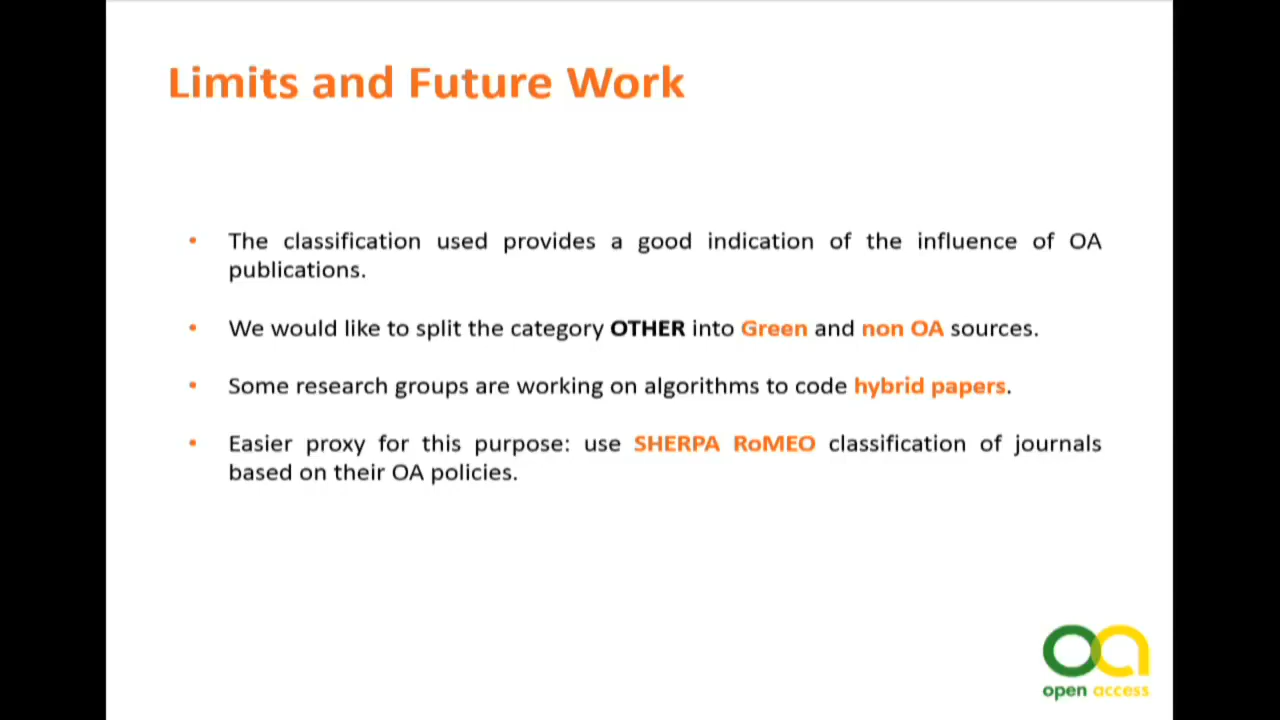 Limits and Future Work
• The classification used provides a good indication of the influence of OA
publications.
• We would like to split the category OTHER into Green and non OA sources.
• Some research groups are working on algorithms to code hybrid papers.
• Easier proxy for this purpose: use SHERPA RoMEO classification of journals
based on their OA policies.
oa
open access